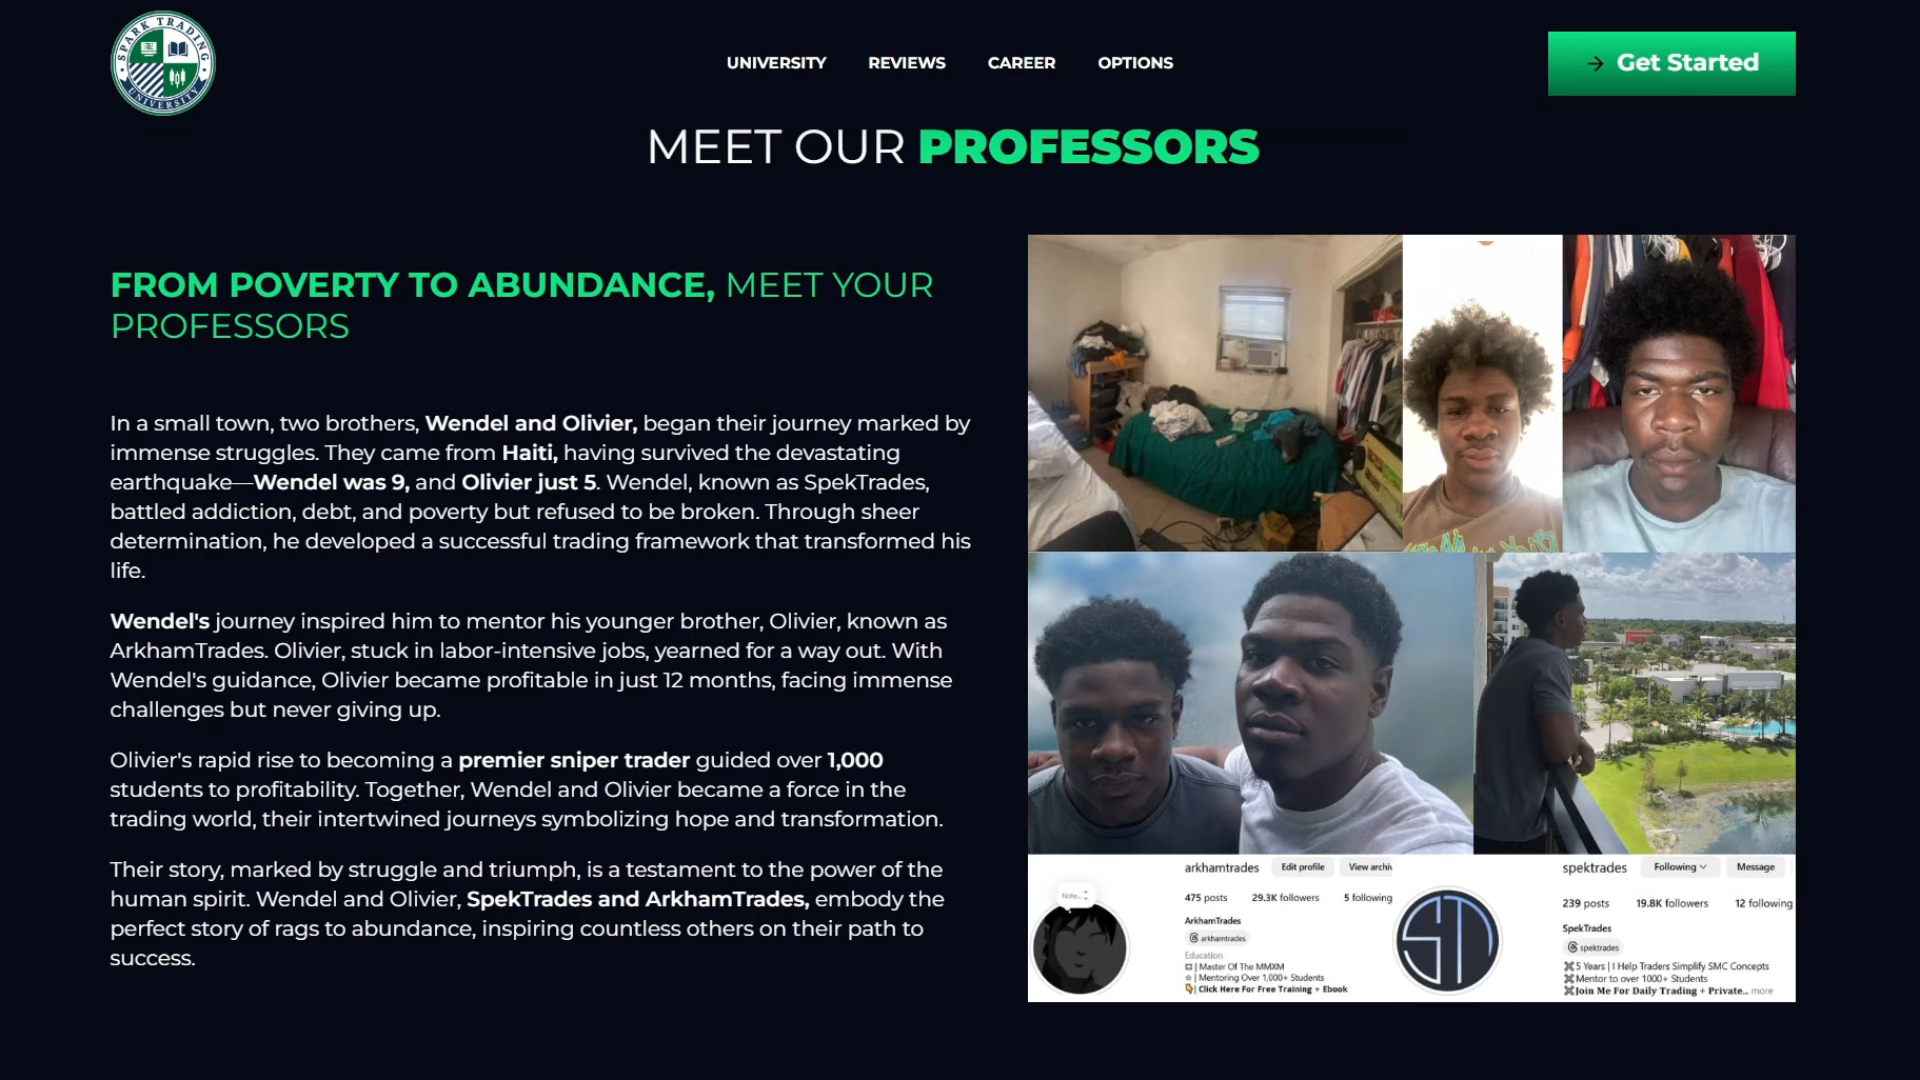 SPARK TRADING
UNIVERSITY
UNIVERSITY
REVIEWS
CAREER
OPTIONS
→ Get Started
MEET OUR PROFESSORS
FROM POVERTY TO ABUNDANCE, MEET YOUR
PROFESSORS
In a small town, two brothers, Wendel and Olivier, began their journey marked by
immense struggles. They came from Haiti, having survived the devastating
earthquake—Wendel was 9, and Olivier just 5. Wendel, known as SpekTrades,
battled addiction, debt, and poverty but refused to be broken. Through sheer
determination, he developed a successful trading framework that transformed his
life.
Wendel's journey inspired him to mentor his younger brother, Olivier, known as
ArkhamTrades. Olivier, stuck in labor-intensive jobs, yearned for a way out. With
Wendel's guidance, Olivier became profitable in just 12 months, facing immense
challenges but never giving up.
Olivier's rapid rise to becoming a premier sniper trader guided over 1,000
students to profitability. Together, Wendel and Olivier became a force in the
trading world, their intertwined journeys symbolizing hope and transformation.
Their story, marked by struggle and triumph, is a testament to the power of the
human spirit. Wendel and Olivier, SpekTrades and ArkhamTrades, embody the
perfect story of rags to abundance, inspiring countless others on their path to
success.
arkhamtrades Edit profile View archiv
475 posts 29.3K followers 5 following
ArkhamTrades
arkhamtrades
Education
| Master Of The MMXM
☆ | Mentoring Over 1,000+ Students
👇| Click Here For Free Training + Ebook
Note...
ST
spektrades Following Message
239 posts 19.8K followers 12 following
SpekTrades
spektrades
5 Years | I Help Traders Simplify SMC Concepts
Mentor to over 1000+ Students
Join Me For Daily Trading + Private... more